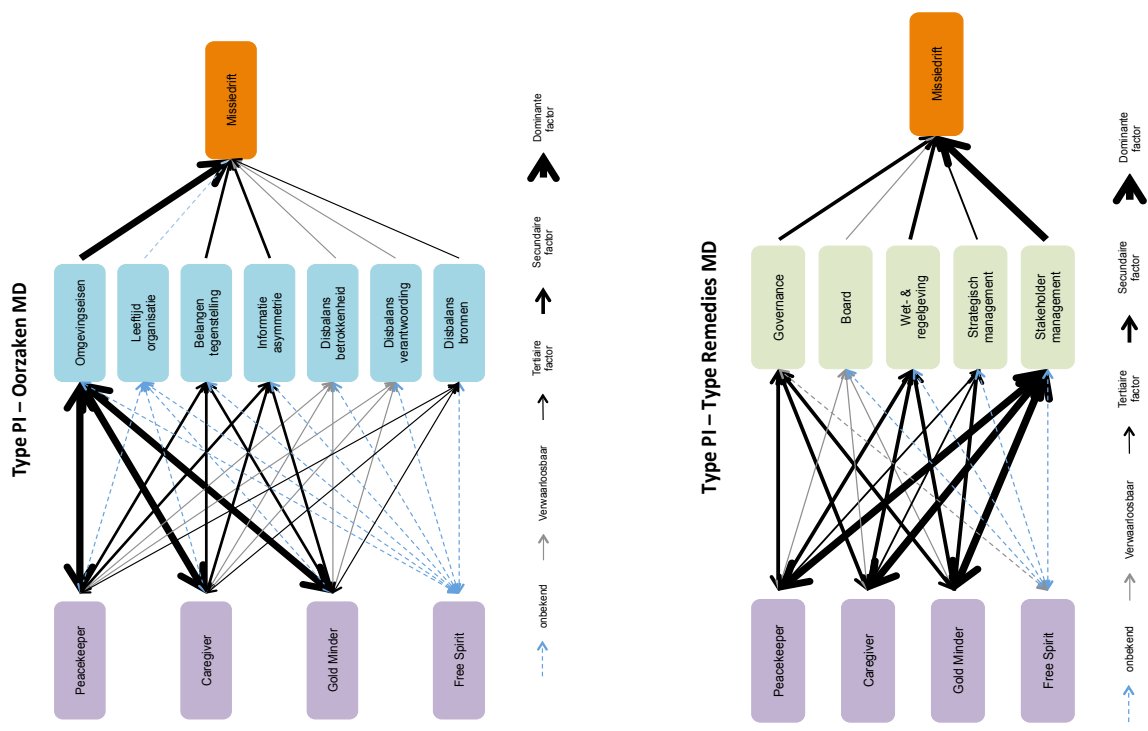 Type PI – Oorzaken MD
Peacekeeper
Caregiver
Gold Minder
Free Spirit
Omgevingseisen
Leeftijd
organisatie
Belangen
tegenstelling
Informatie
asymmetrie
Disbalans
betrokkenheid
Disbalans
verantwoording
Disbalans
bronnen
Missiedrift
onbekend
Verwaarloosbaar
Tertiaire
factor
Secundaire
factor
Dominante
factor
Type PI – Type Remedies MD
Peacekeeper
Caregiver
Gold Minder
Free Spirit
Governance
Board
Wet- &
regelgeving
Strategisch
management
Stakeholder
management
Missiedrift
onbekend
Verwaarloosbaar
Tertiaire
factor
Secundaire
factor
Dominante
factor